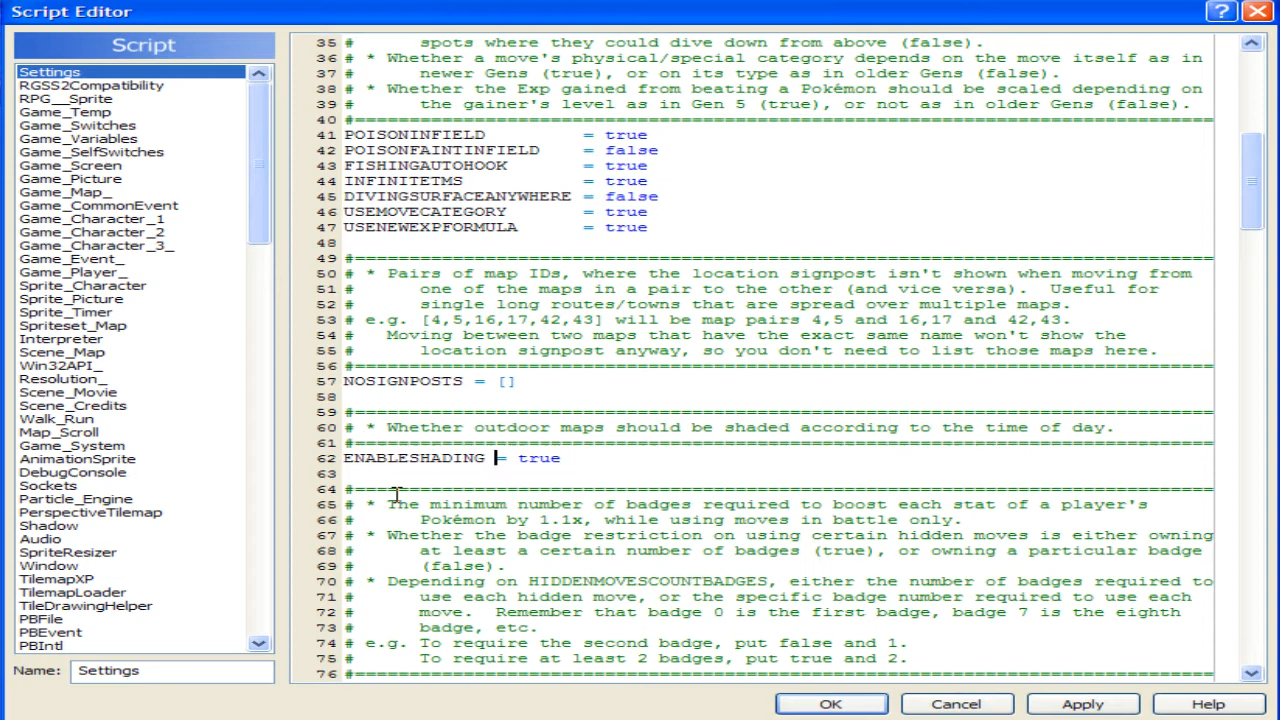 Script Editor
Script
Settings
RGSS2Compatibility
RPG__Sprite
Game_Temp
Game_Switches
Game_Variables
Game_SelfSwitches
Game_Screen
Game_Picture
Game_Map_
Game_CommonEvent
Game_Character_1
Game_Character_2
Game_Character_3_
Game_Event_
Game_Player_
Sprite_Character
Sprite_Picture
Sprite_Timer
Spriteset_Map
Interpreter
Scene_Map
Win32API_
Resolution_
Scene_Movie
Scene_Credits
Walk_Run
Map_Scroll
Game_System
AnimationSprite
DebugConsole
Sockets
Particle_Engine
PerspectiveTilemap
Shadow
Audio
SpriteResizer
Window
TilemapXP
TilemapLoader
TileDrawingHelper
PBFile
PBEvent
PBIntl
Name: Settings
35 # spots where they could dive down from above (false).
36 # * Whether a move's physical/special category depends on the move itself as in
37 # newer Gens (true), or on its type as in older Gens (false).
38 # * Whether the Exp gained from beating a Pokémon should be scaled depending on
39 # the gainer's level as in Gen 5 (true), or not as in older Gens (false).
40 #===============================================================================
41 POISONINFIELD = true
42 POISONFAINTINFIELD = false
43 FISHINGAUTOHOOK = true
44 INFINITETMS = true
45 DIVINGSURFACEANYWHERE = false
46 USEMOVECATEGORY = true
47 USENEWEXPFORMULA = true
48
49 #===============================================================================
50 # * Pairs of map IDs, where the location signpost isn't shown when moving from
51 # one of the maps in a pair to the other (and vice versa). Useful for
52 # single long routes/towns that are spread over multiple maps.
53 # e.g. [4,5,16,17,42,43] will be map pairs 4,5 and 16,17 and 42,43.
54 # Moving between two maps that have the exact same name won't show the
55 # location signpost anyway, so you don't need to list those maps here.
56 #===============================================================================
57 NOSIGNPOSTS = []
58
59 #===============================================================================
60 # * Whether outdoor maps should be shaded according to the time of day.
61 #===============================================================================
62 ENABLESHADING = true
63
64 #===============================================================================
65 # * The minimum number of badges required to boost each stat of a player's
66 # Pokémon by 1.1x, while using moves in battle only.
67 # * Whether the badge restriction on using certain hidden moves is either owning
68 # at least a certain number of badges (true), or owning a particular badge
69 # (false).
70 # * Depending on HIDDENMOVESCOUNTBADGES, either the number of badges required to
71 # use each hidden move, or the specific badge number required to use each
72 # move. Remember that badge 0 is the first badge, badge 7 is the eighth
73 # badge, etc.
74 # e.g. To require the second badge, put false and 1.
75 # To require at least 2 badges, put true and 2.
76 #===============================================================================
OK
Cancel
Apply
Help